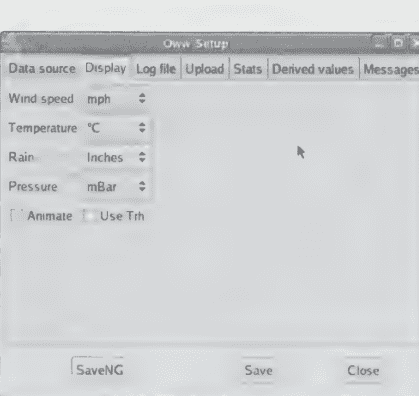 Oww Setup
Data source Display Log file Upload Stats Derived values Messages
Wind speed mph
Temperature °C
Rain Inches
Pressure mBar
Animate Use Trh
SaveNG Save Close